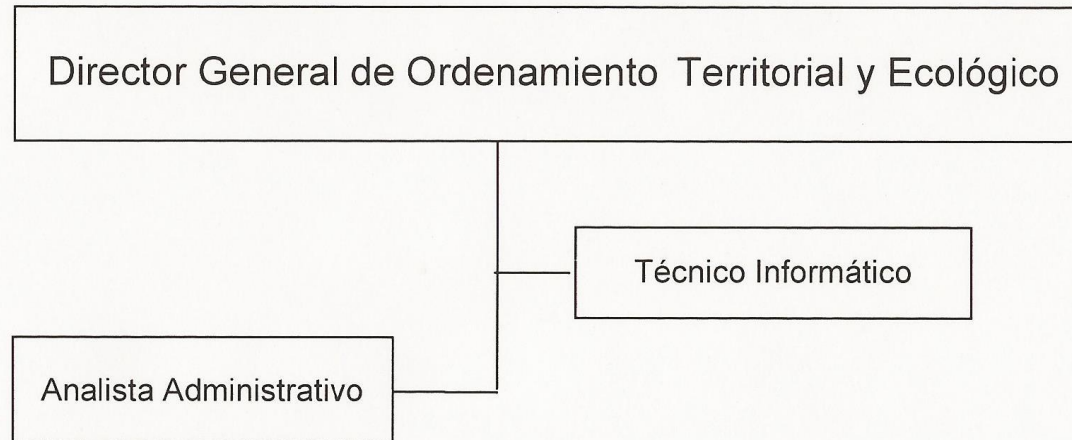 Director General de Ordenamiento Territorial y Ecológico
Técnico Informático
Analista Administrativo